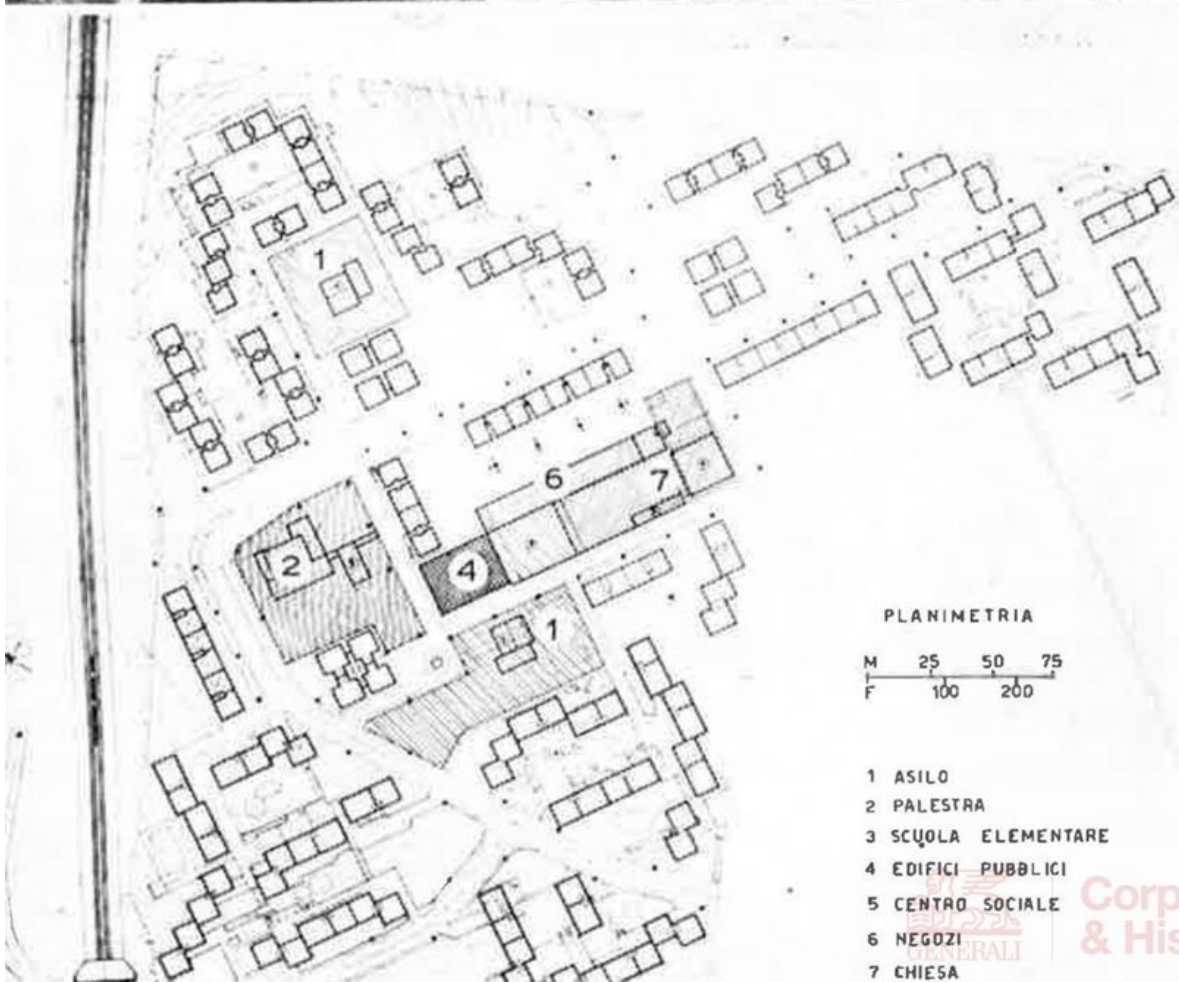 1
6
7
2
4
1
PLANIMETRIA
M 25 50 75
F 100 200
1 ASILO
2 PALESTRA
3 SCUOLA ELEMENTARE
4 EDIFICI PUBBLICI
5 CENTRO SOCIALE
6 NEGOZI
7 CHIESA
GENERALI
Corp
& His